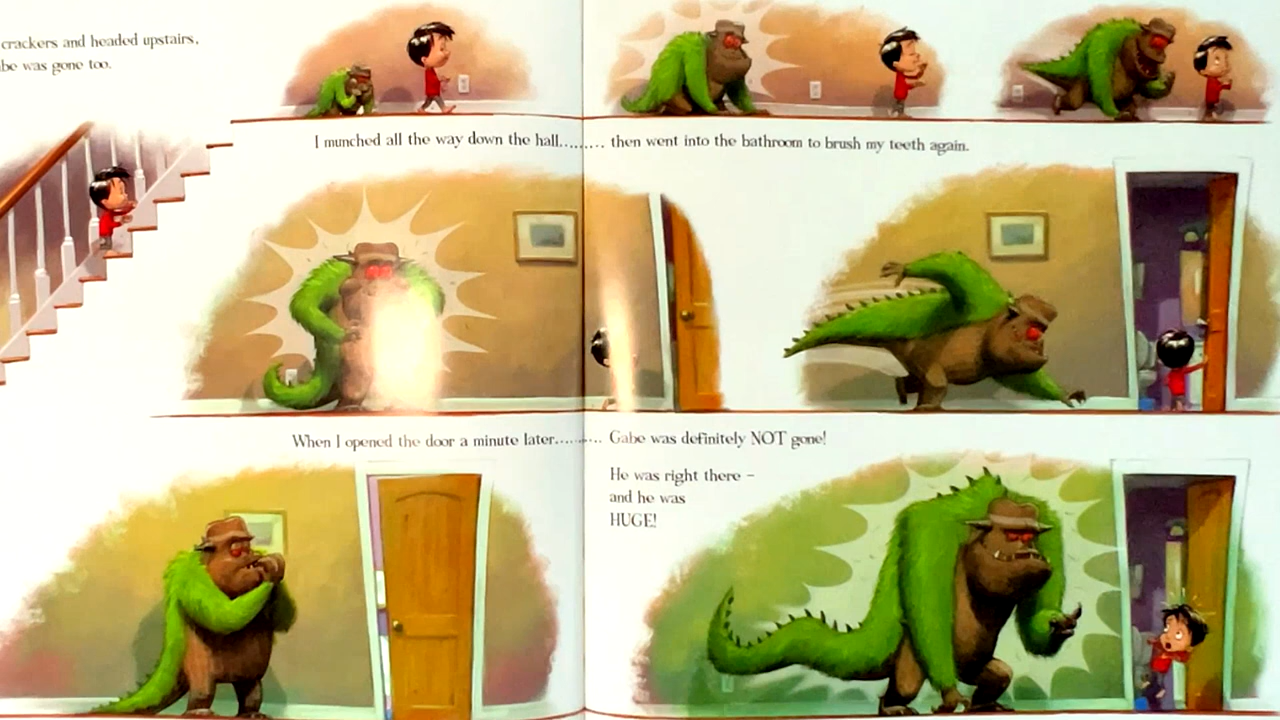 crackers and headed upstairs,
be was gone too.
I munched all the way down the hall......... then went into the bathroom to brush my teeth again.
When I opened the door a minute later.......... Gabe was definitely NOT gone!
He was right there –
and he was
HUGE!